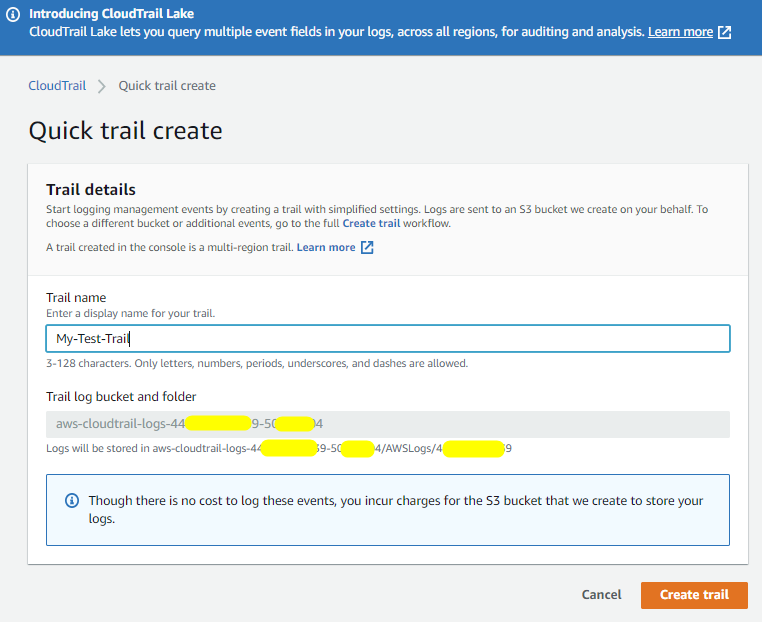 Introducing CloudTrail Lake
CloudTrail Lake lets you query multiple event fields in your logs, across all regions, for auditing and analysis. Learn more
CloudTrail > Quick trail create
Quick trail create
Trail details
Start logging management events by creating a trail with simplified settings. Logs are sent to an S3 bucket we create on your behalf. To
choose a different bucket or additional events, go to the full Create trail workflow.
A trail created in the console is a multi-region trail. Learn more
Trail name
Enter a display name for your trail.
My-Test-Trail
3-128 characters. Only letters, numbers, periods, underscores, and dashes are allowed.
Trail log bucket and folder
aws-cloudtrail-logs-44 9-50 04
Logs will be stored in aws-cloudtrail-logs-44 39-50 4/AWSLogs/4 9
Though there is no cost to log these events, you incur charges for the S3 bucket that we create to store your
logs.
Cancel
Create trail